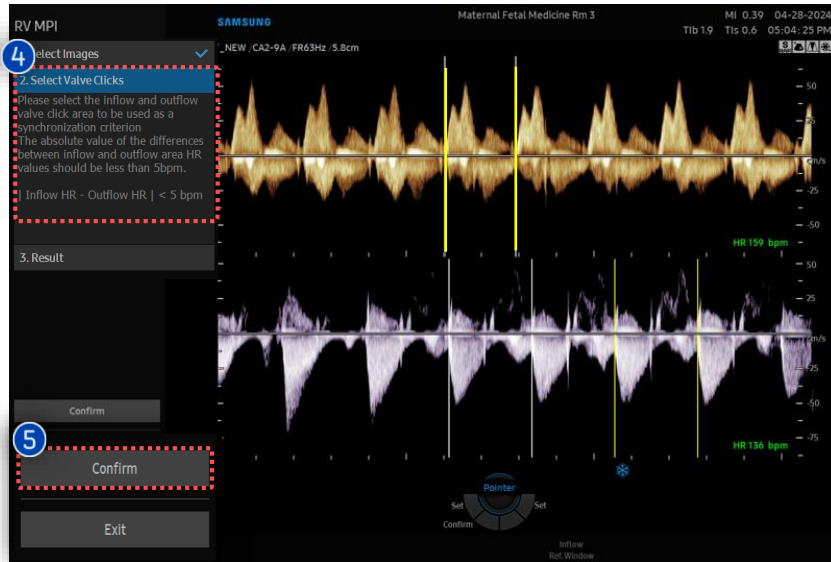 RV MPI
SAMSUNG
Maternal Fetal Medicine Rm 3
MI 0.39 04-28-2024
TIb 1.9 TIs 0.6 05:04:25 PM
4
elect Images
_NEW /CA2-9A /FR63Hz /5.8cm
S
2. Select Valve Clicks
Please select the inflow and outflow
valve click area to be used as a
synchronization criterion
The absolute value of the differences
between inflow and outflow area HR
values should be less than 5bpm.
| Inflow HR - Outflow HR | < 5 bpm
3. Result
50
25
cm/s
-25
-50
HR 159 bpm
50
25
cm/s
-25
-50
-75
HR 136 bpm
Confirm
5
Confirm
Exit
Pointer
Set
Set
Confirm
Inflow
Ref. Window